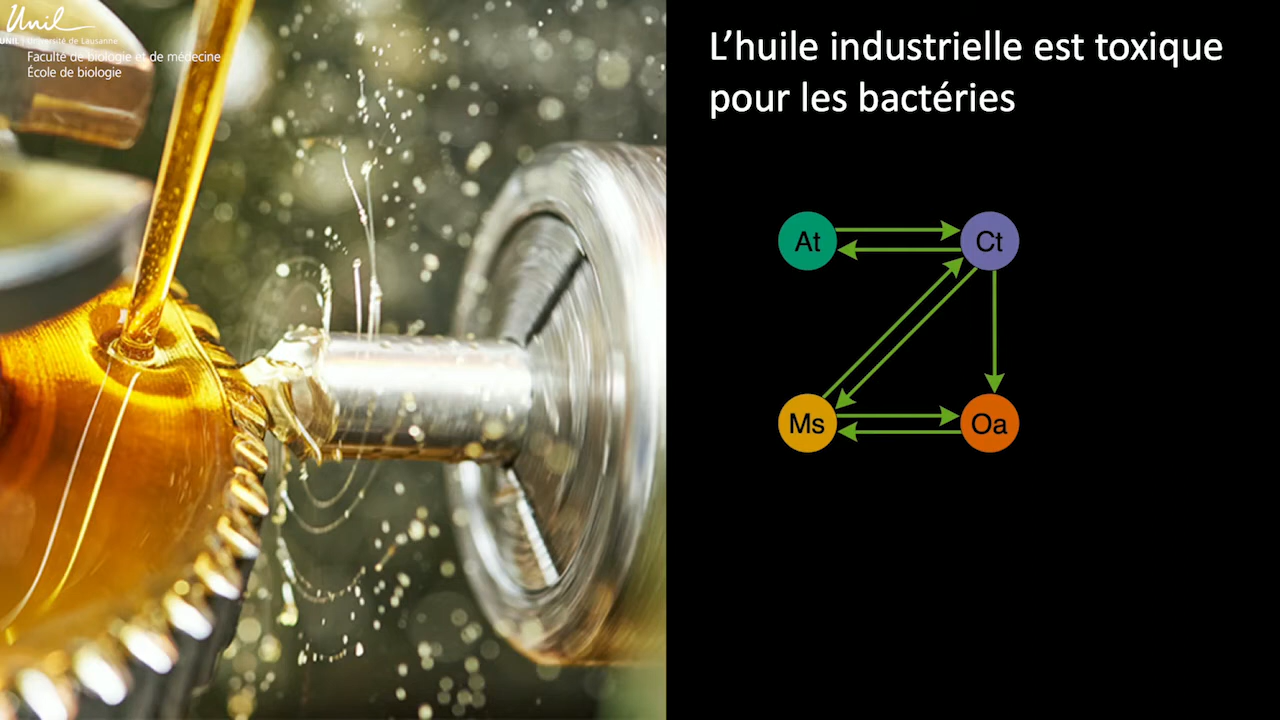 Unil
UNIL | Université de Lausanne
Faculté de biologie et de médecine
École de biologie
L'huile industrielle est toxique
pour les bactéries
At
Ct
Ms
Oa